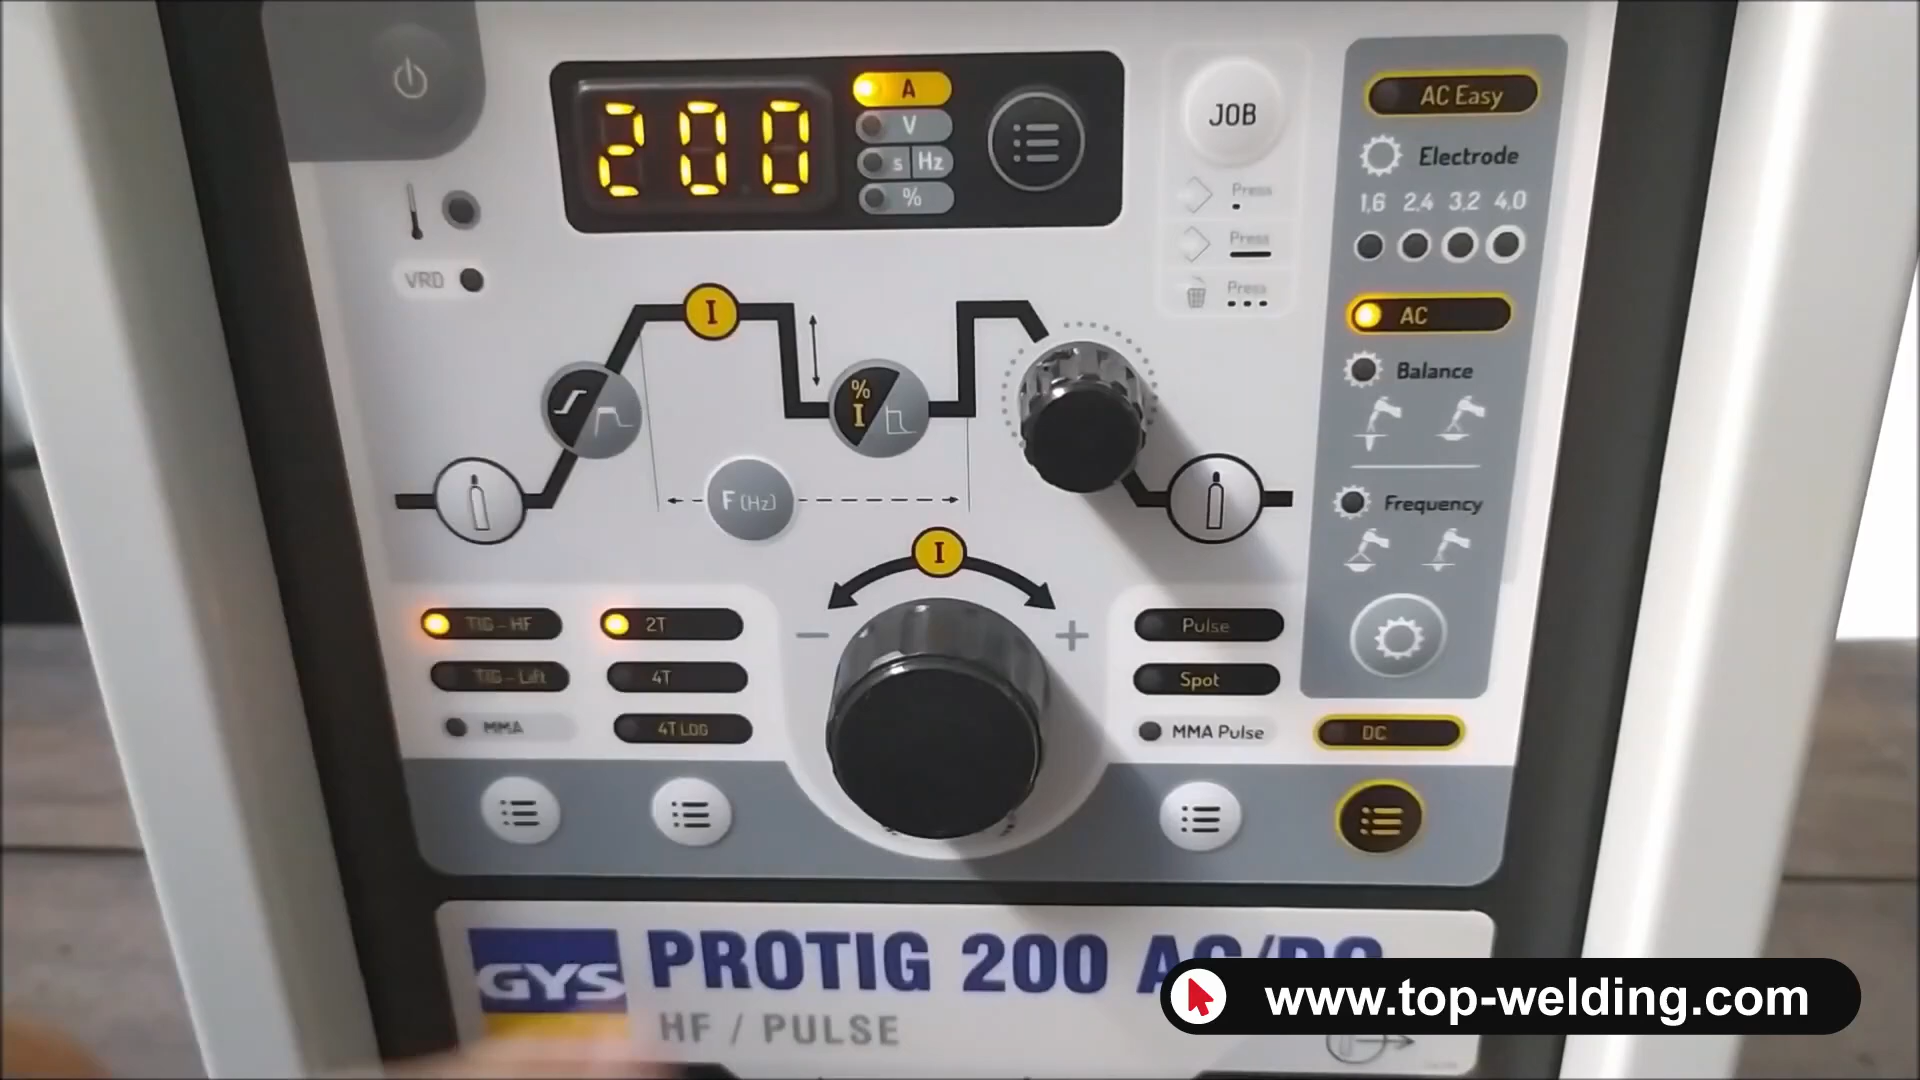 200
A
V
s Hz
%
JOB
Press
Press
Press
VRD
I
%
I
F (Hz)
I
− +
TIG - HF
TIG - Lift
MMA
2T
4T
4T LOG
Pulse
Spot
MMA Pulse
AC Easy
Electrode
1,6 2,4 3,2 4,0
AC
Balance
Frequency
DC
GYS
PROTIG 200 AC/DC
HF / PULSE
www.top-welding.com